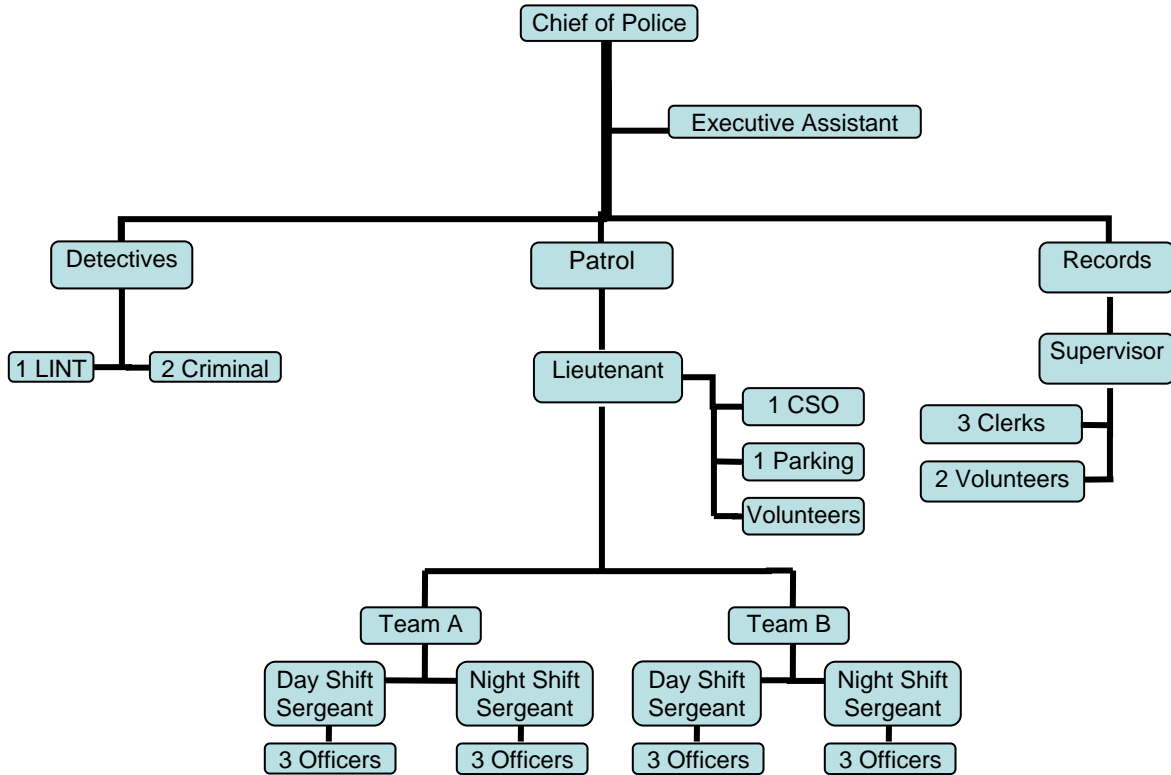 Chief of Police
Executive Assistant
Detectives
Patrol
Records
1 LINT
2 Criminal
Lieutenant
Supervisor
1 CSO
3 Clerks
1 Parking
2 Volunteers
Volunteers
Team A
Team B
Day Shift
Sergeant
Night Shift
Sergeant
Day Shift
Sergeant
Night Shift
Sergeant
3 Officers
3 Officers
3 Officers
3 Officers